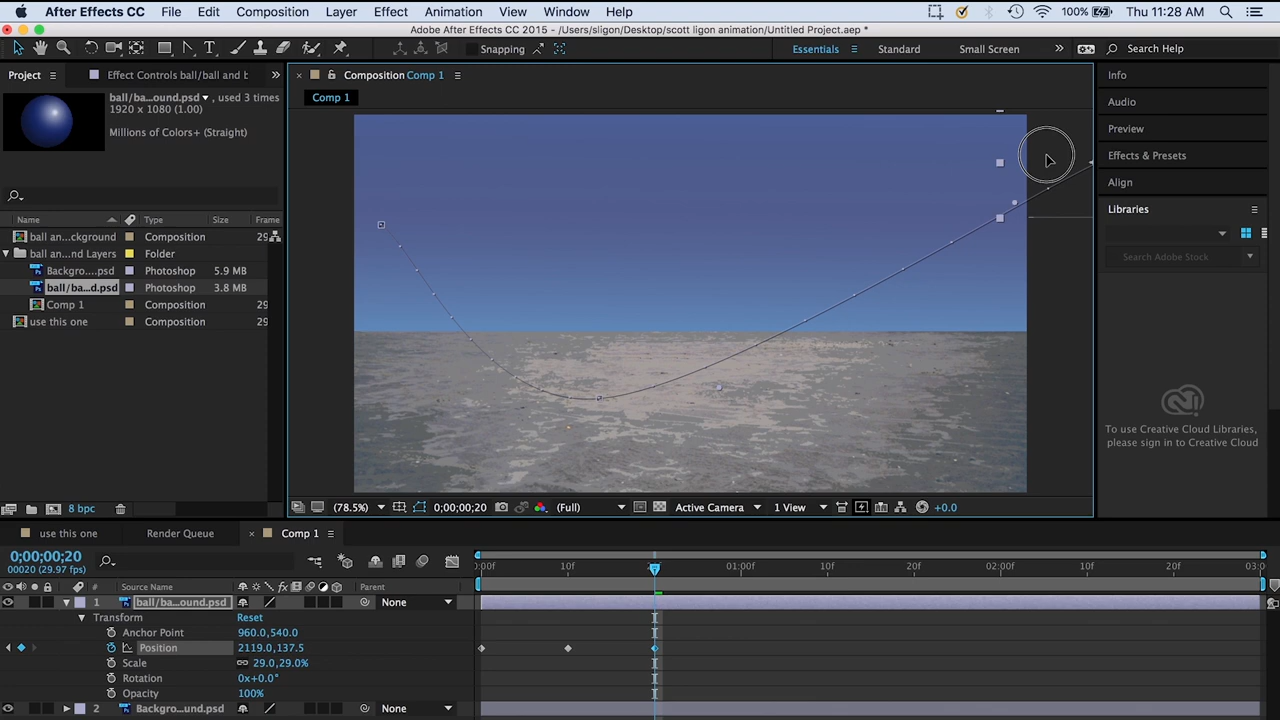 After Effects CC File Edit Composition Layer Effect Animation View Window Help 100% Thu 11:28 AM
Adobe After Effects CC 2015 - /Users/sligon/Desktop/scott ligon animation/Untitled Project.aep *
Snapping Essentials Standard Small Screen Search Help
Project Effect Controls ball/ball and b Composition Comp 1 Info
Comp 1
ball/ba...ound.psd, used 3 times
1920 x 1080 (1.00)
Millions of Colors+ (Straight)
Audio
Preview
Effects & Presets
Align
Libraries
Search Adobe Stock
To use Creative Cloud Libraries,
please sign in to Creative Cloud
Name Type Size Frame
ball an...ckground Composition 29
ball an...nd Layers Folder
Backgro....psd Photoshop 5.9 MB
ball/ba...d.psd Photoshop 3.8 MB
Comp 1 Composition 29
use this one Composition 29
8 bpc (78.5%) 0;00;00;20 (Full) Active Camera 1 View +0.0
use this one Render Queue Comp 1
0;00;00;20
00020 (29.97 fps)
:00f 10f 01:00f 10f 20f 02:00f 10f 20f 03:0
# Source Name Parent
1 ball/ba...ound.psd None
Transform Reset
Anchor Point 960.0,540.0
Position 2119.0,137.5
Scale 29.0,29.0%
Rotation 0x+0.0°
Opacity 100%
2 Backgro...und.psd None